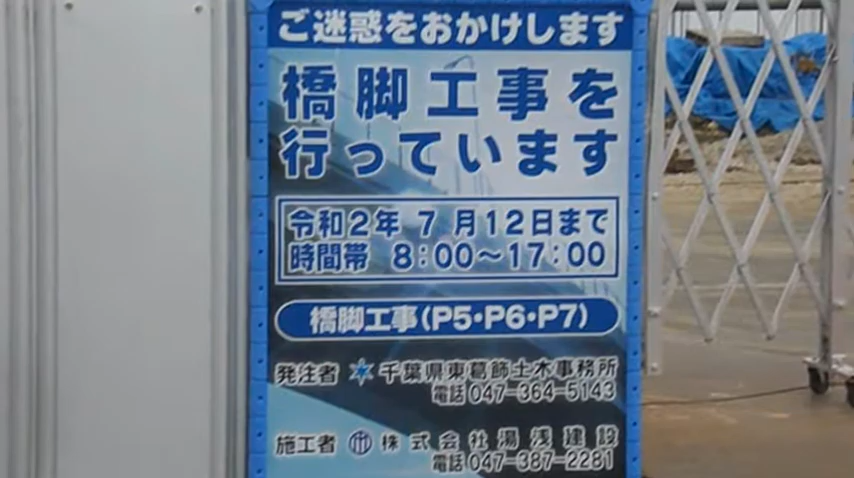 ご迷惑をおかけします
橋脚工事を
行っています
令和2年 7月12日まで
時間帯 8:00〜17:00
橋脚工事(P5・P6・P7)
発注者 千葉県東葛飾土木事務所
電話 047-364-5143
施工者 株式会社湯浅建設
電話 047-387-2281